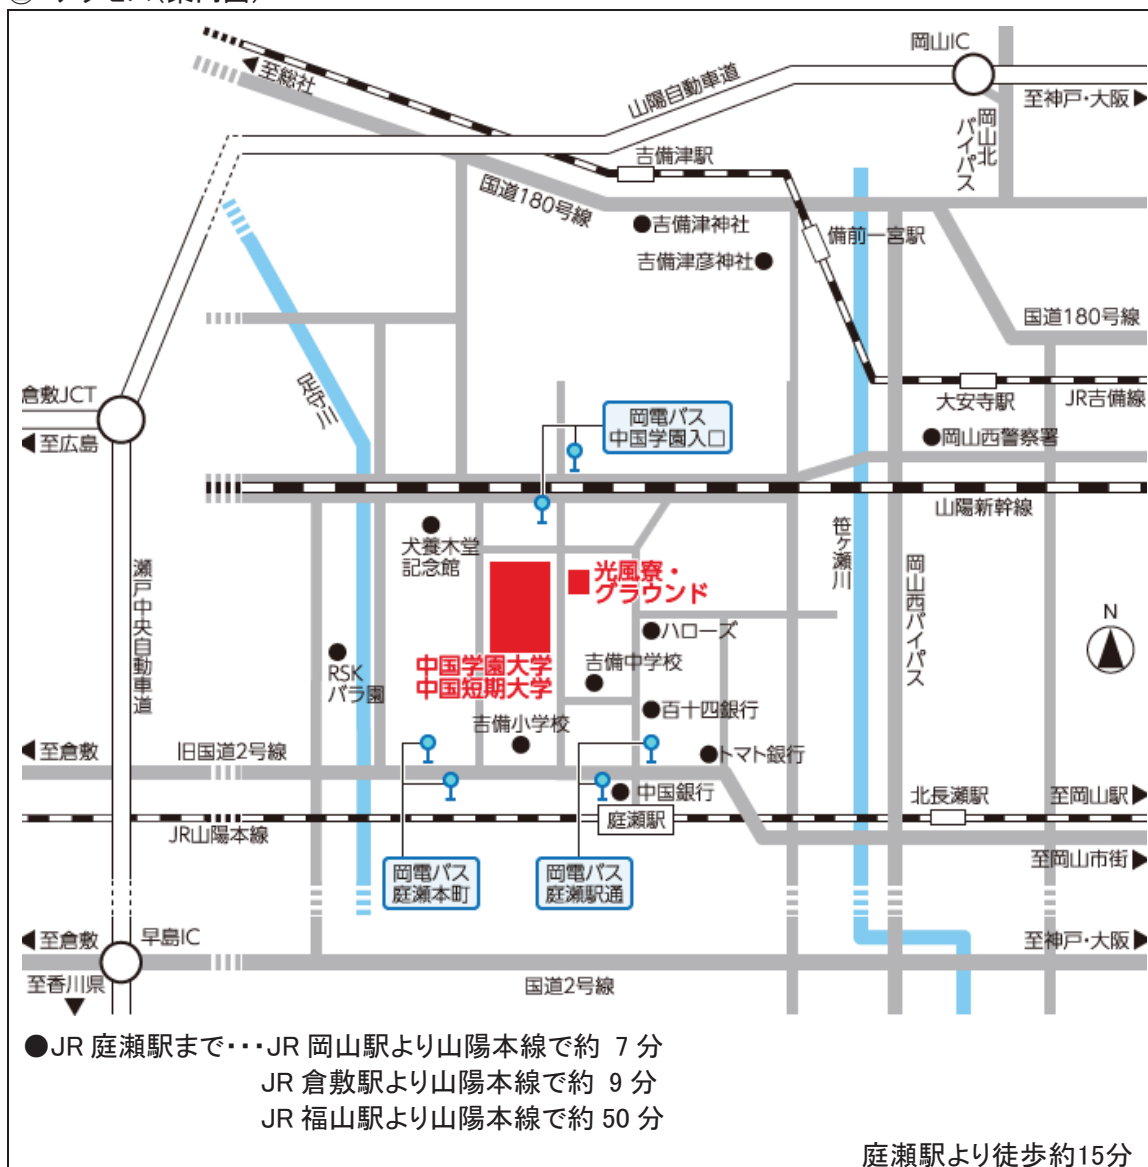 岡山IC
至総社
山陽自動車道
至神戸・大阪
岡山北
バイパス
吉備津駅
国道180号線
吉備津神社
備前一宮駅
吉備津彦神社
国道180号線
足守川
倉敷JCT
至広島
岡電バス
中国学園入口
大安寺駅
JR吉備線
岡山西警察署
山陽新幹線
犬養木堂
記念館
笹ヶ瀬川
岡山西バイパス
瀬戸中央自動車道
光風寮・
グラウンド
N
ハローズ
RSK
バラ園
中国学園大学
中国短期大学
吉備中学校
百十四銀行
吉備小学校
至倉敷
旧国道2号線
トマト銀行
中国銀行
北長瀬駅
至岡山駅
JR山陽本線
庭瀬駅
至岡山市街
岡電バス
庭瀬本町
岡電バス
庭瀬駅通
至倉敷
早島IC
至神戸・大阪
至香川県
国道2号線
●JR 庭瀬駅まで・・・JR 岡山駅より山陽本線で約 7 分
JR 倉敷駅より山陽本線で約 9 分
JR 福山駅より山陽本線で約 50 分
庭瀬駅より徒歩約15分